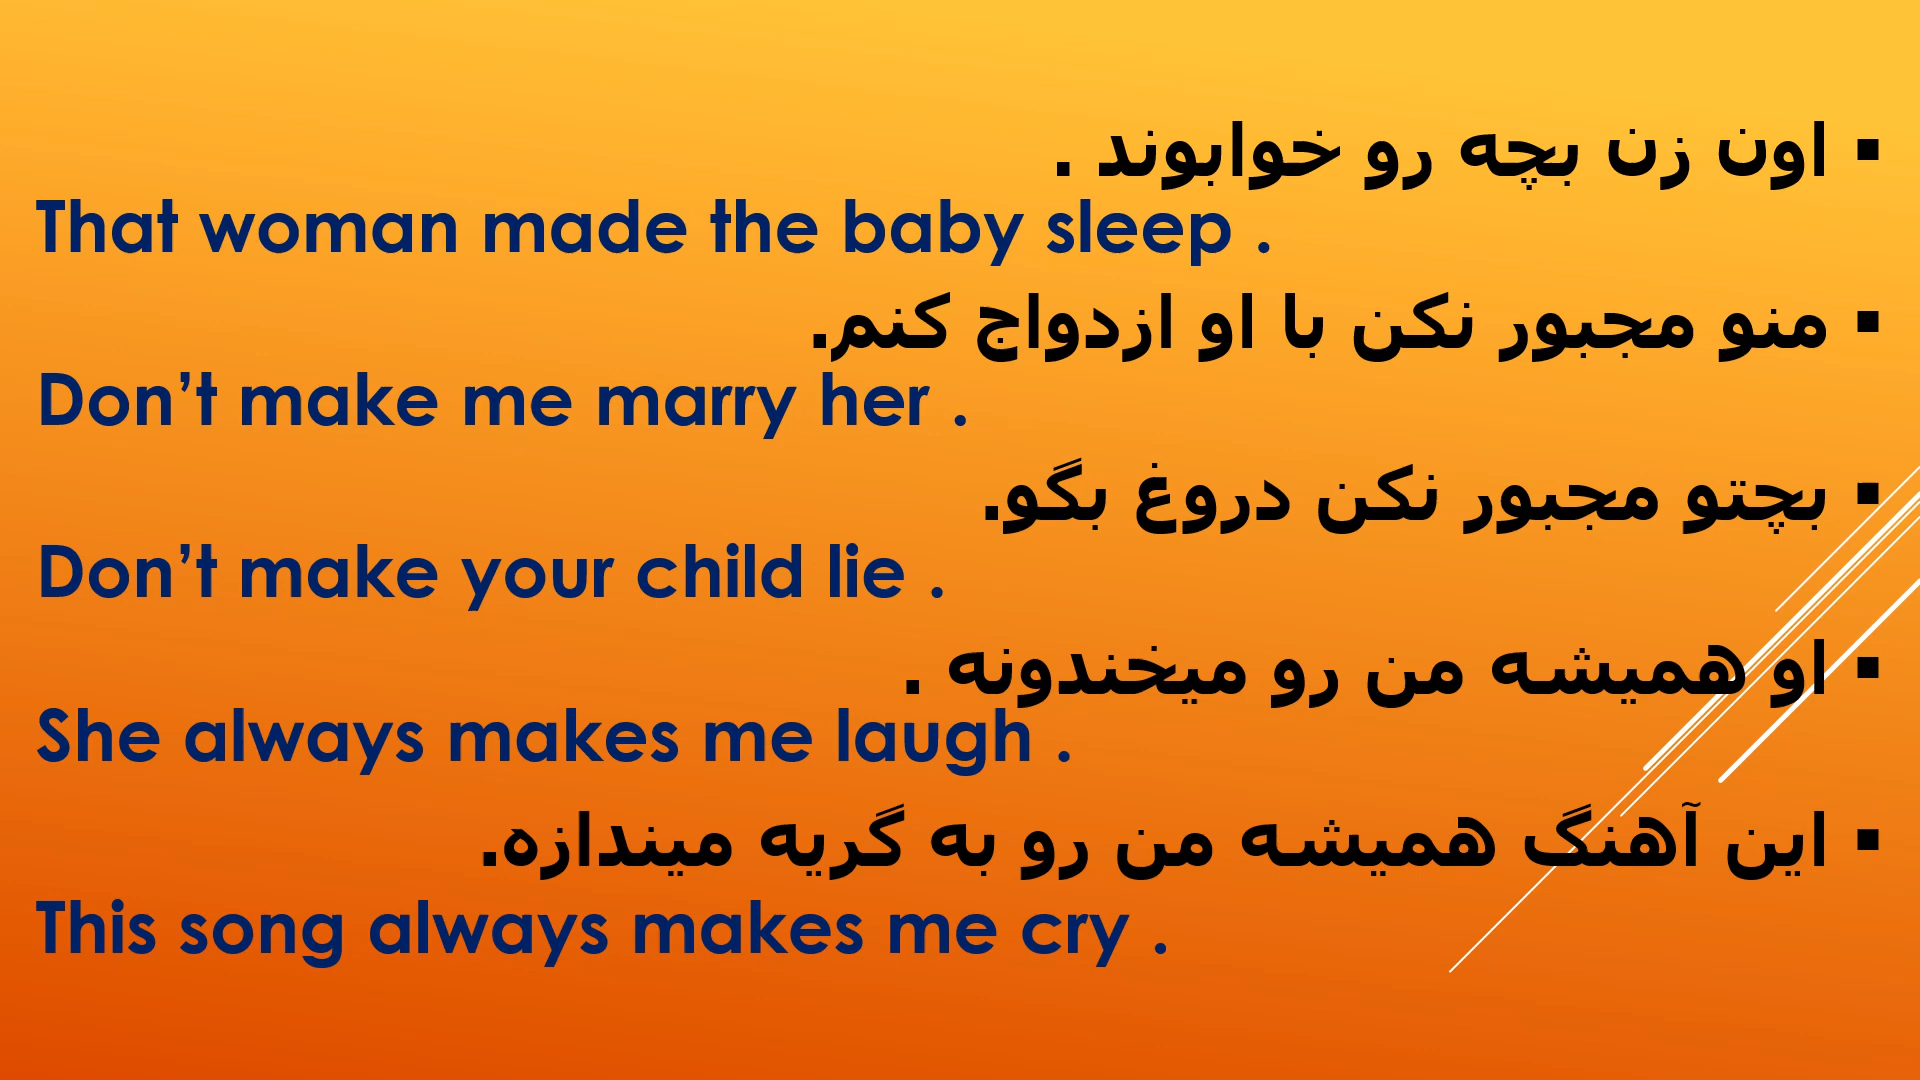 ▪ اون زن بچه رو خوابوند .
That woman made the baby sleep .
▪ منو مجبور نکن با او ازدواج کنم.
Don’t make me marry her .
▪ بچتو مجبور نکن دروغ بگو.
Don’t make your child lie .
▪ او همیشه من رو میخندونه .
She always makes me laugh .
▪ این آهنگ همیشه من رو به گریه میندازه.
This song always makes me cry .